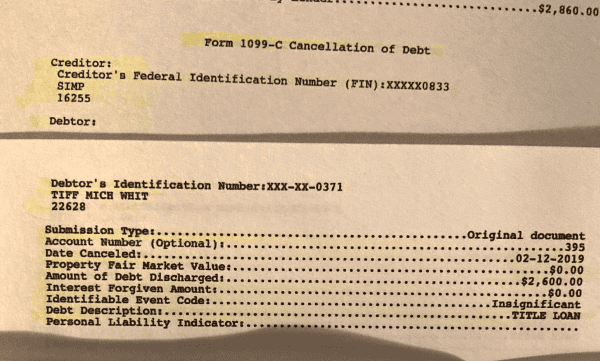 $2,860.00
Form 1099-C Cancellation of Debt
Creditor:
Creditor's Federal Identification Number (FIN):XXXXX0833
SIMP
16255
Debtor:
Debtor's Identification Number:XXX-XX-0371
TIFF MICH WHIT
22628
Submission Type:..........Original document
Account Number (Optional):..........395
Date Canceled:..........02-12-2019
Property Fair Market Value:..........$0.00
Amount of Debt Discharged:..........$2,600.00
Interest Forgiven Amount:..........$0.00
Identifiable Event Code:..........Insignificant
Debt Description:..........TITLE LOAN
Personal Liability Indicator:..........